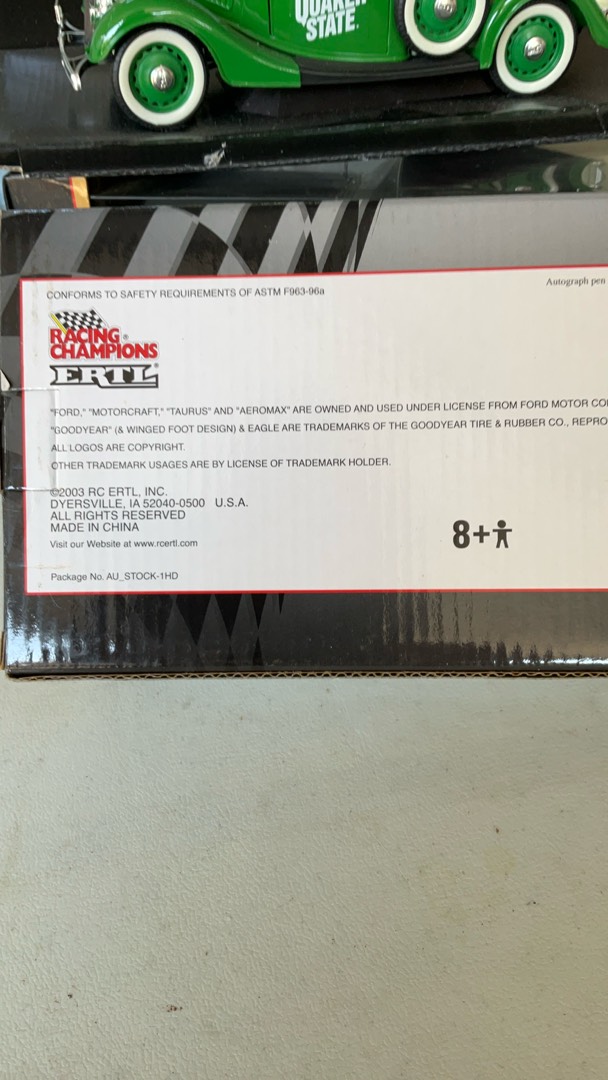 QUAKER
STATE
CONFORMS TO SAFETY REQUIREMENTS OF ASTM F963-96a
Autograph pen
RACING
CHAMPIONS
ERTL
"FORD," "MOTORCRAFT," "TAURUS" AND "AEROMAX" ARE OWNED AND USED UNDER LICENSE FROM FORD MOTOR
"GOODYEAR" (& WINGED FOOT DESIGN) & EAGLE ARE TRADEMARKS OF THE GOODYEAR TIRE & RUBBER CO.,
ALL LOGOS ARE COPYRIGHT.
OTHER TRADEMARK USAGES ARE BY LICENSE OF TRADEMARK HOLDER.
©2003 RC ERTL, INC.
DYERSVILLE, IA 52040-0500 U.S.A.
ALL RIGHTS RESERVED
MADE IN CHINA
8+
Visit our Website at www.rcertl.com
Package No. AU_STOCK-1HD